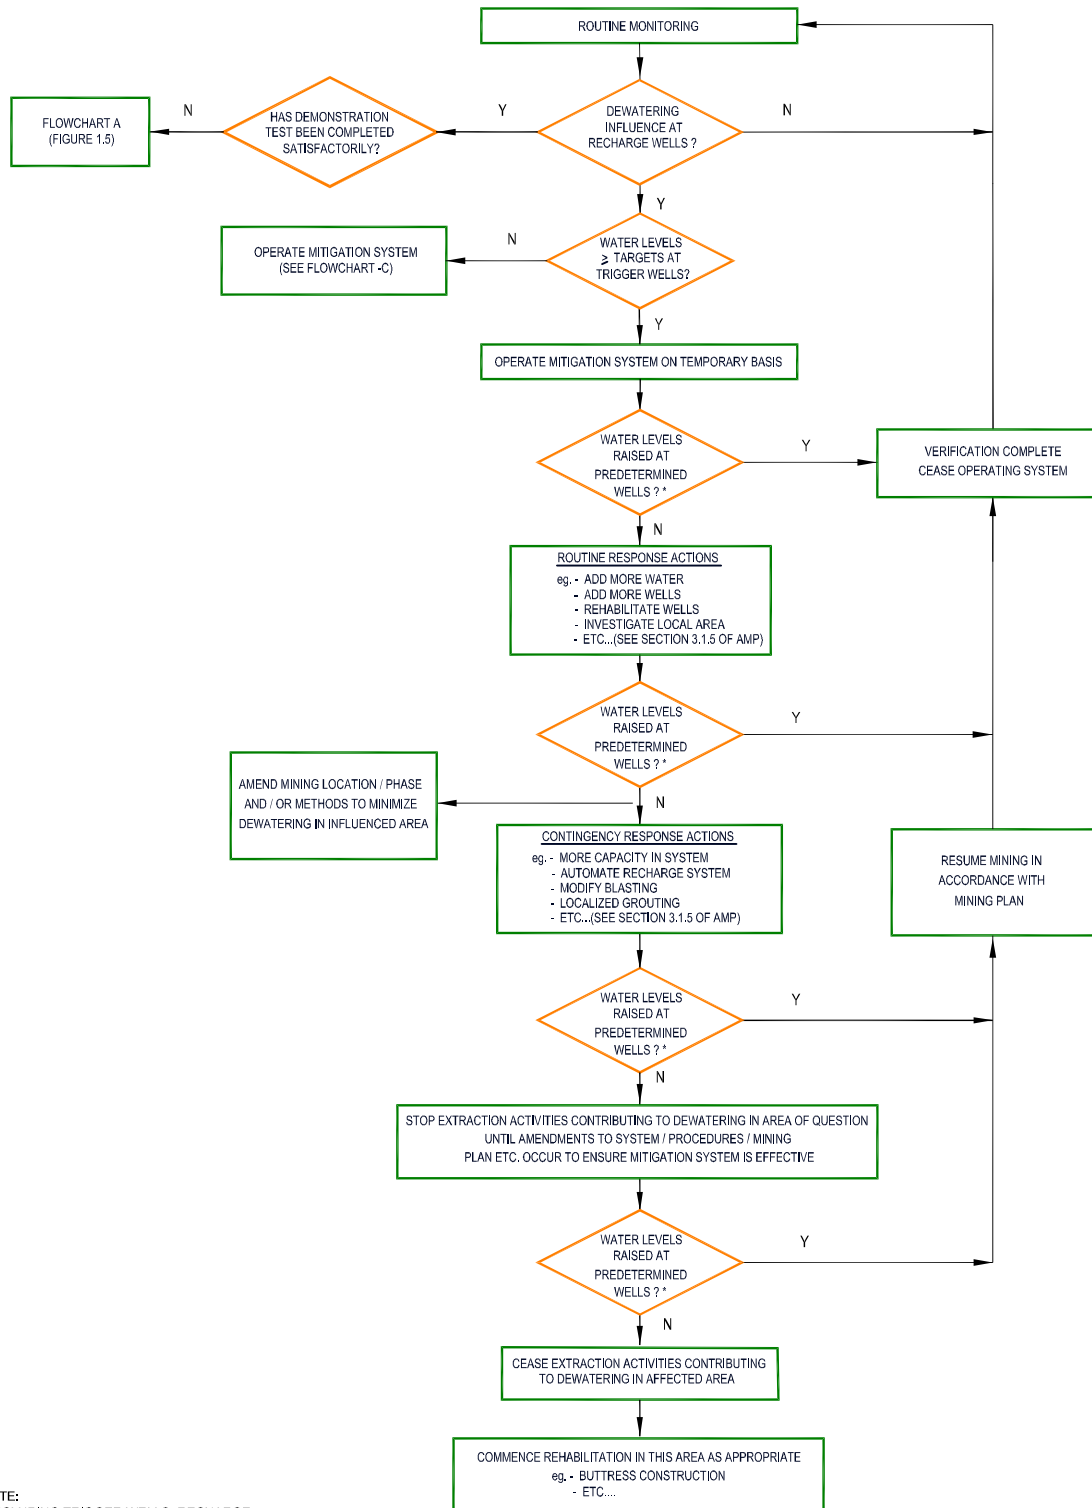 ROUTINE MONITORING
N
HAS DEMONSTRATION
TEST BEEN COMPLETED
SATISFACTORILY?
Y
DEWATERING
INFLUENCE AT
RECHARGE WELLS ?
N
FLOWCHART A
(FIGURE 1.5)
Y
OPERATE MITIGATION SYSTEM
(SEE FLOWCHART -C)
N
WATER LEVELS
≥ TARGETS AT
TRIGGER WELLS?
Y
OPERATE MITIGATION SYSTEM ON TEMPORARY BASIS
WATER LEVELS
RAISED AT
PREDETERMINED
WELLS ? *
Y
VERIFICATION COMPLETE
CEASE OPERATING SYSTEM
N
ROUTINE RESPONSE ACTIONS
eg. - ADD MORE WATER
- ADD MORE WELLS
- REHABILITATE WELLS
- INVESTIGATE LOCAL AREA
- ETC...(SEE SECTION 3.1.5 OF AMP)
WATER LEVELS
RAISED AT
PREDETERMINED
WELLS ? *
Y
AMEND MINING LOCATION / PHASE
AND / OR METHODS TO MINIMIZE
DEWATERING IN INFLUENCED AREA
N
CONTINGENCY RESPONSE ACTIONS
eg. - MORE CAPACITY IN SYSTEM
- AUTOMATE RECHARGE SYSTEM
- MODIFY BLASTING
- LOCALIZED GROUTING
- ETC...(SEE SECTION 3.1.5 OF AMP)
RESUME MINING IN
ACCORDANCE WITH
MINING PLAN
WATER LEVELS
RAISED AT
PREDETERMINED
WELLS ? *
Y
N
STOP EXTRACTION ACTIVITIES CONTRIBUTING TO DEWATERING IN AREA OF QUESTION
UNTIL AMENDMENTS TO SYSTEM / PROCEDURES / MINING
PLAN ETC. OCCUR TO ENSURE MITIGATION SYSTEM IS EFFECTIVE
WATER LEVELS
RAISED AT
PREDETERMINED
WELLS ? *
Y
N
CEASE EXTRACTION ACTIVITIES CONTRIBUTING
TO DEWATERING IN AFFECTED AREA
COMMENCE REHABILITATION IN THIS AREA AS APPROPRIATE
eg. - BUTTRESS CONSTRUCTION
- ETC....
TE: